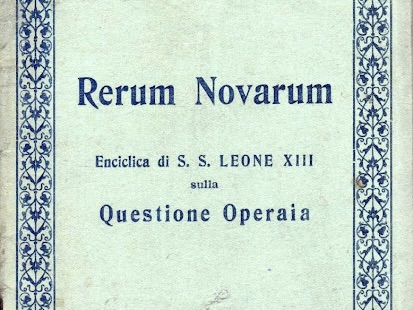 Rerum Novarum
Enciclica di S. S. LEONE XIII
sulla
Questione Operaia